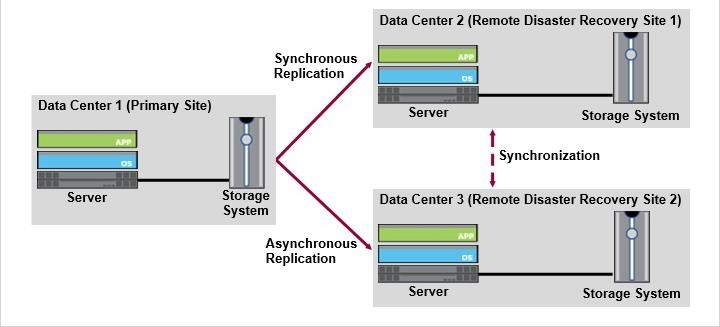 Data Center 1 (Primary Site)
APP
OS
Server
Storage
System
Synchronous
Replication
Asynchronous
Replication
Data Center 2 (Remote Disaster Recovery Site 1)
APP
OS
Server
Storage System
Synchronization
Data Center 3 (Remote Disaster Recovery Site 2)
APP
OS
Server
Storage System